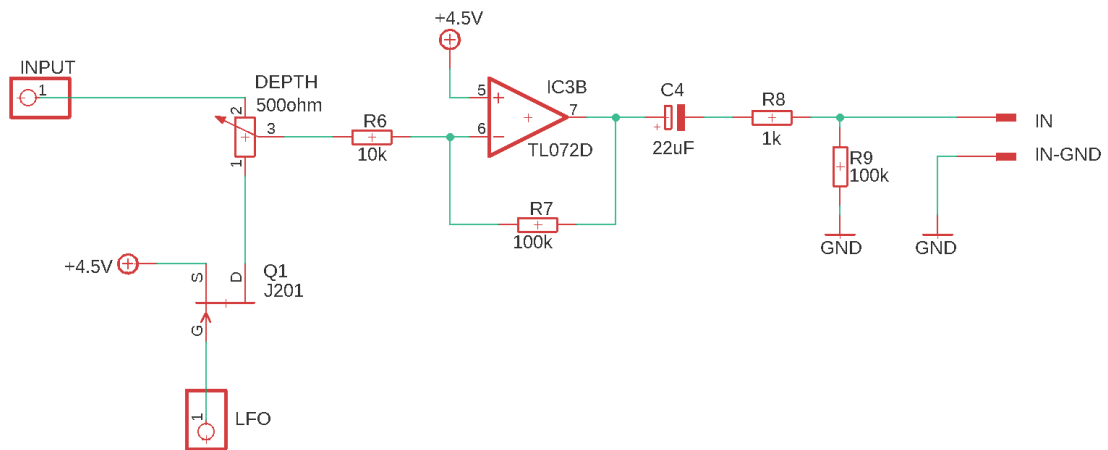 +4.5V
INPUT
1
DEPTH
500ohm
2
3
1
R6
10k
5
6
7
IC3B
TL072D
C4
+
22uF
R8
1k
IN
IN-GND
R9
100k
R7
100k
GND
GND
+4.5V
S
D
G
Q1
J201
1
LFO